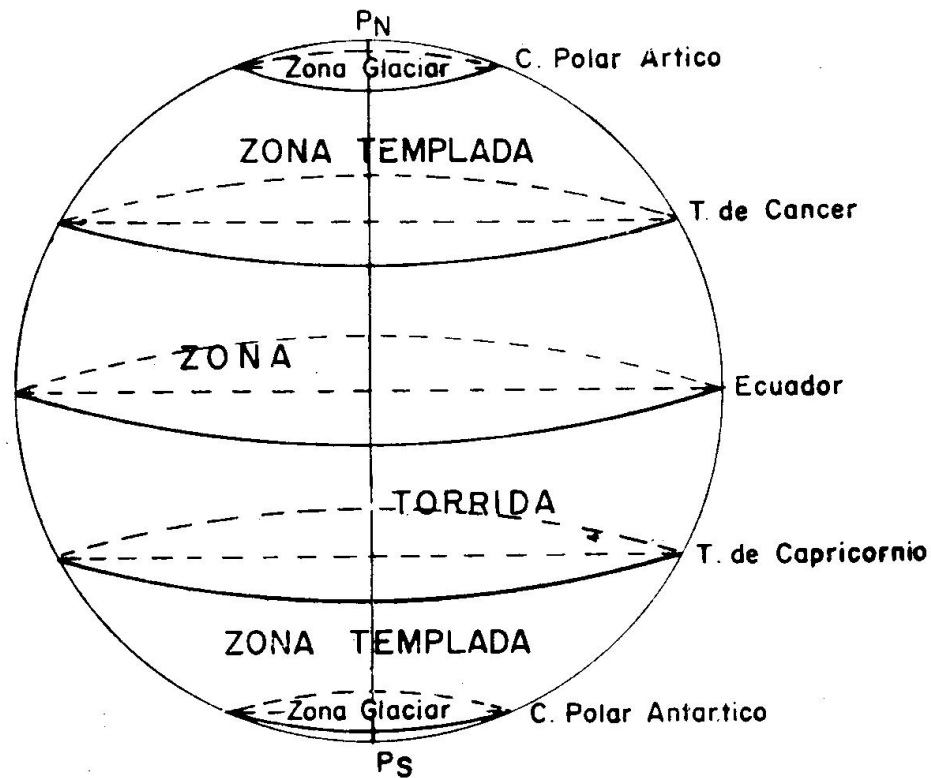 PN
Zona Glaciar
C. Polar Artico
ZONA TEMPLADA
T. de Cancer
ZONA
Ecuador
TORRIDA
T. de Capricornio
ZONA TEMPLADA
Zona Glaciar
C. Polar Antartico
PS